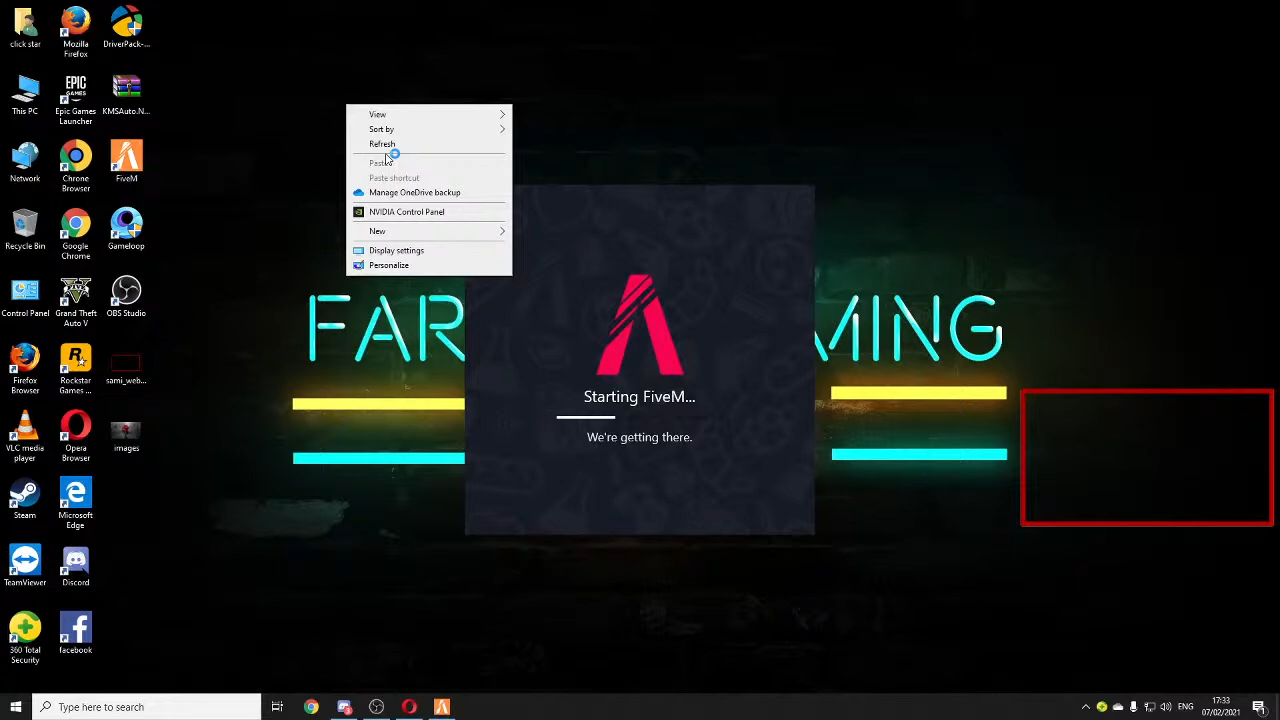 click star
Mozilla
Firefox
DriverPack-...
This PC
Epic Games
Launcher
KMSAuto.N...
EPIC
GAMES
Network
Chrome
Browser
FiveM
Recycle Bin
Google
Chrome
Gameloop
Control Panel
Grand Theft
Auto V
OBS Studio
Firefox
Browser
Rockstar
Games ...
sami_web...
VLC media
player
Opera
Browser
images
Steam
Microsoft
Edge
TeamViewer
Discord
360 Total
Security
facebook
View
Sort by
Refresh
Paste
Paste shortcut
Manage OneDrive backup
NVIDIA Control Panel
New
Display settings
Personalize
FAR
MING
Starting FiveM...
We're getting there.
Type here to search
ENG
17:33
07/02/2021